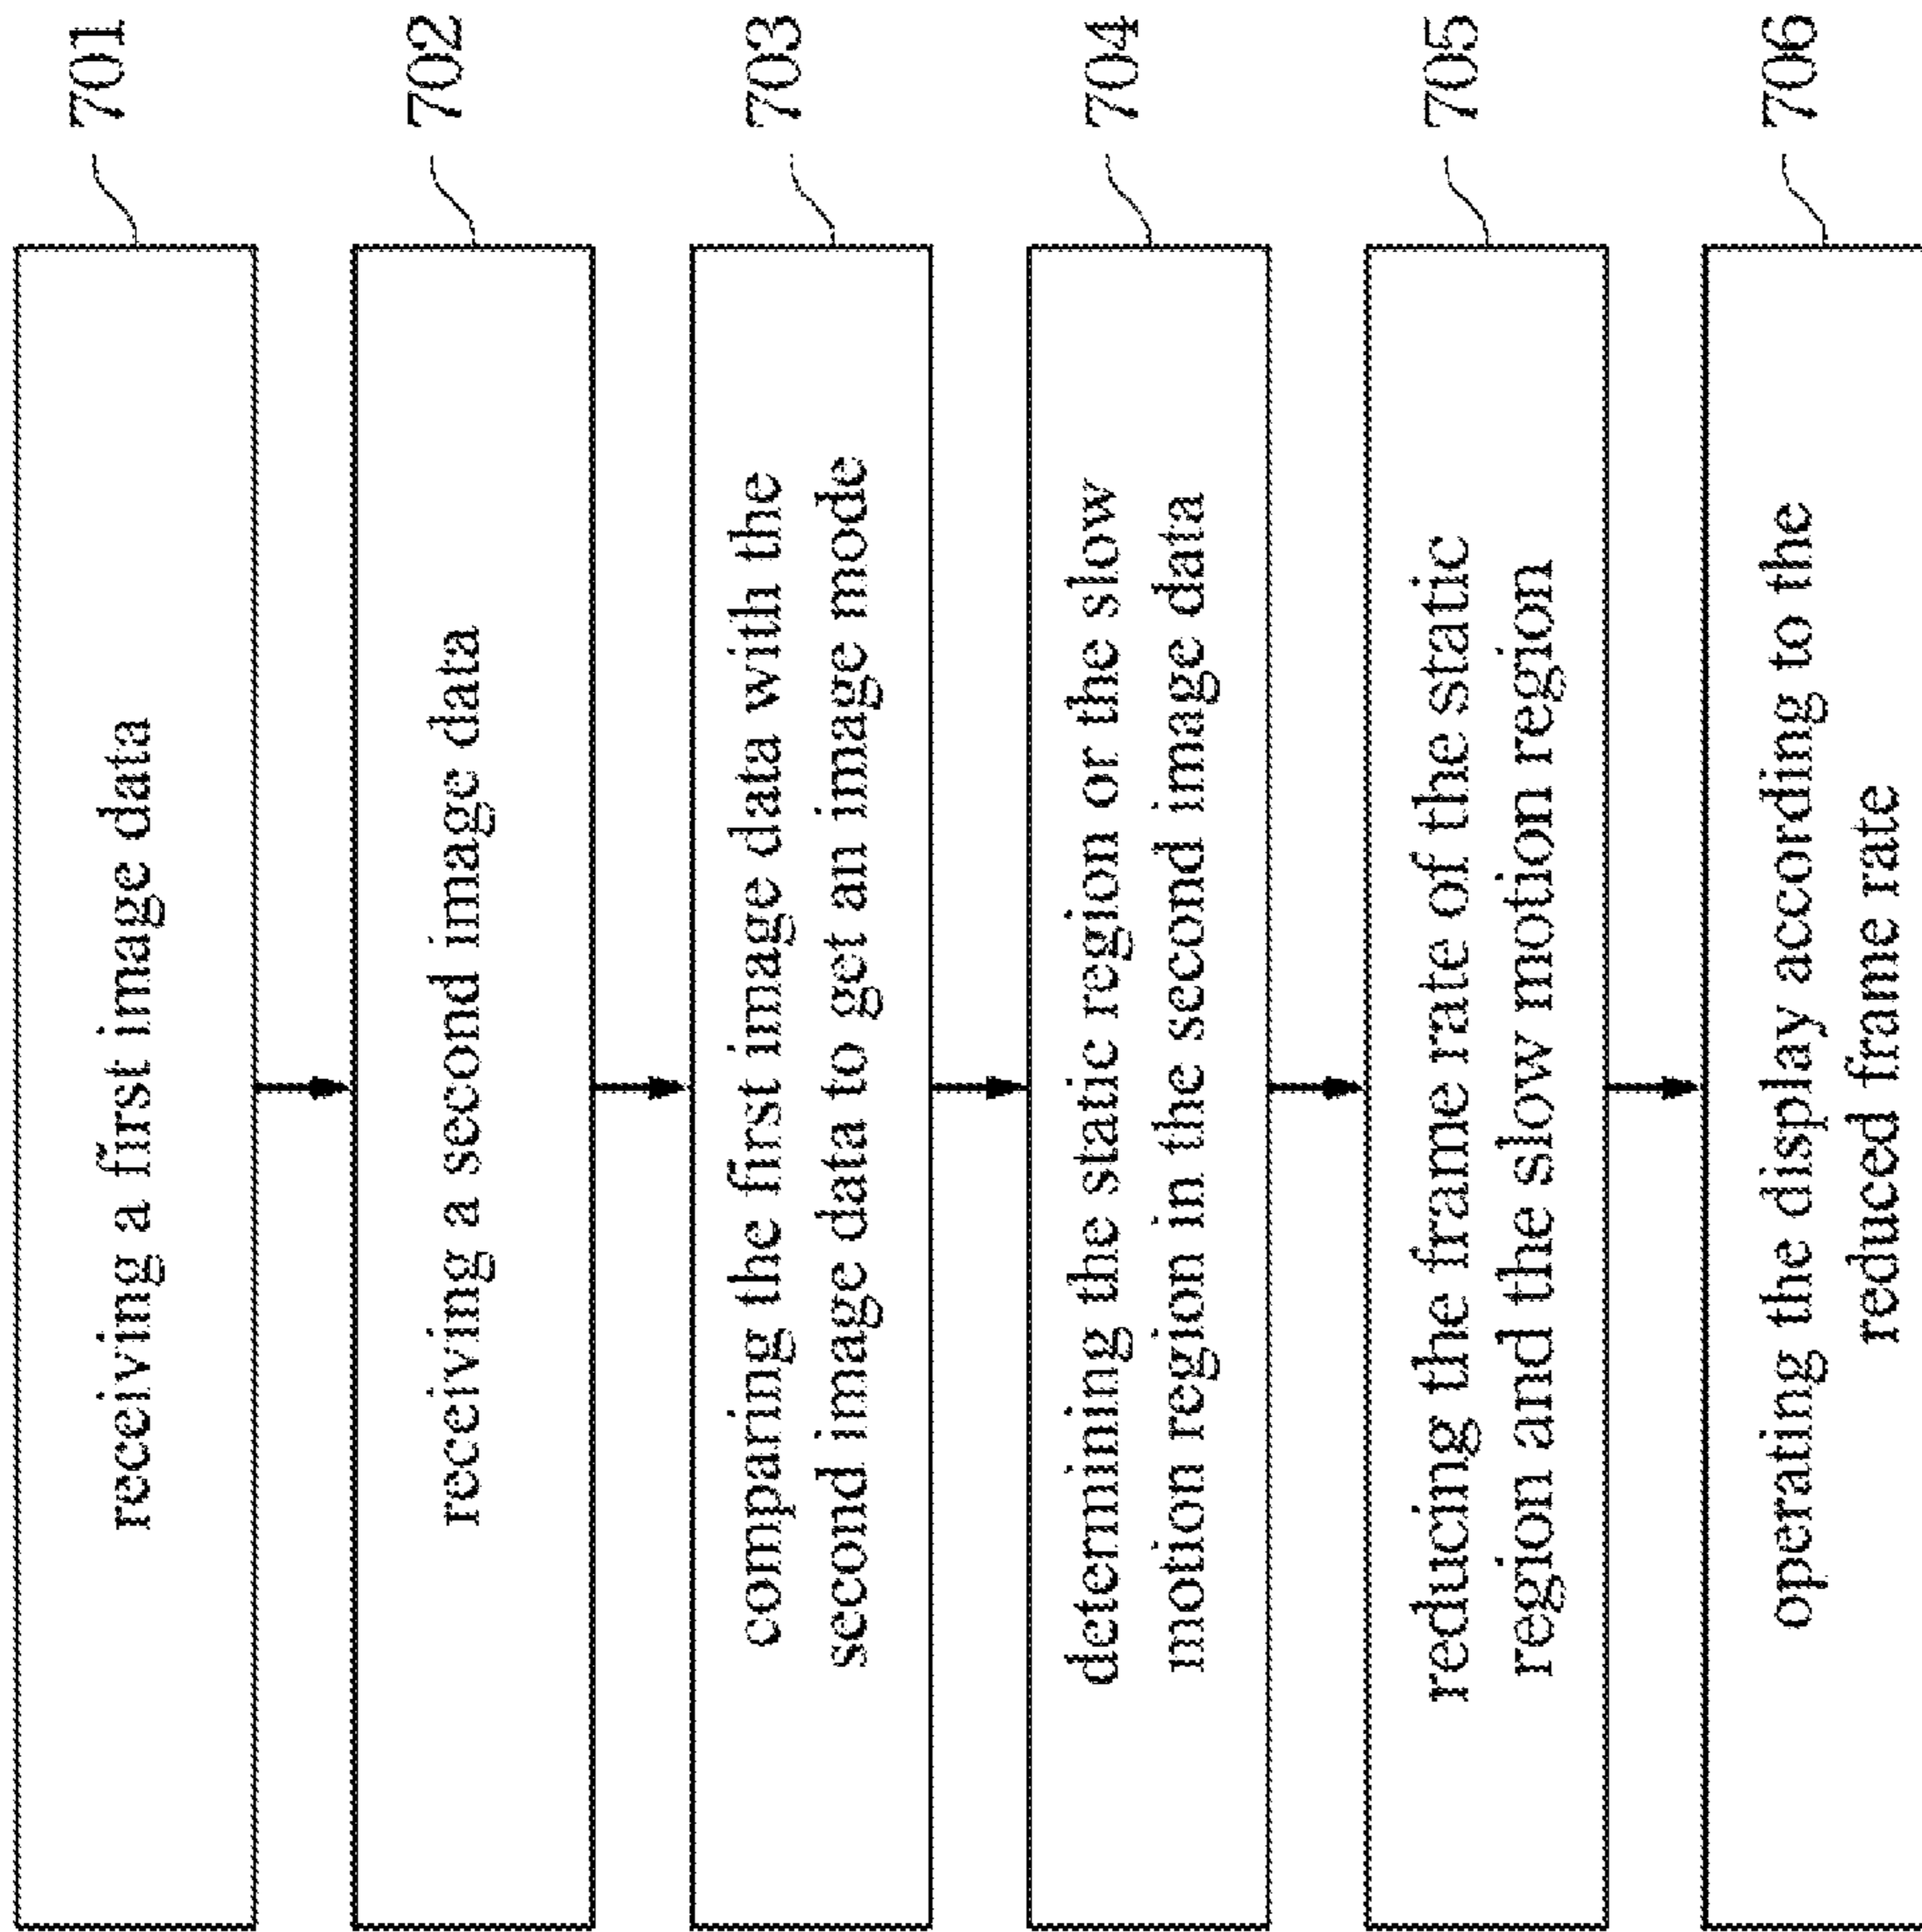 receiving a first image data
701
receiving a second image data
702
comparing the first image data with the
second image data to get an image mode
703
determining the static region or the slow
motion region in the second image data
704
reducing the frame rate of the static
region and the slow motion region
705
operating the display according to the
reduced frame rate
706